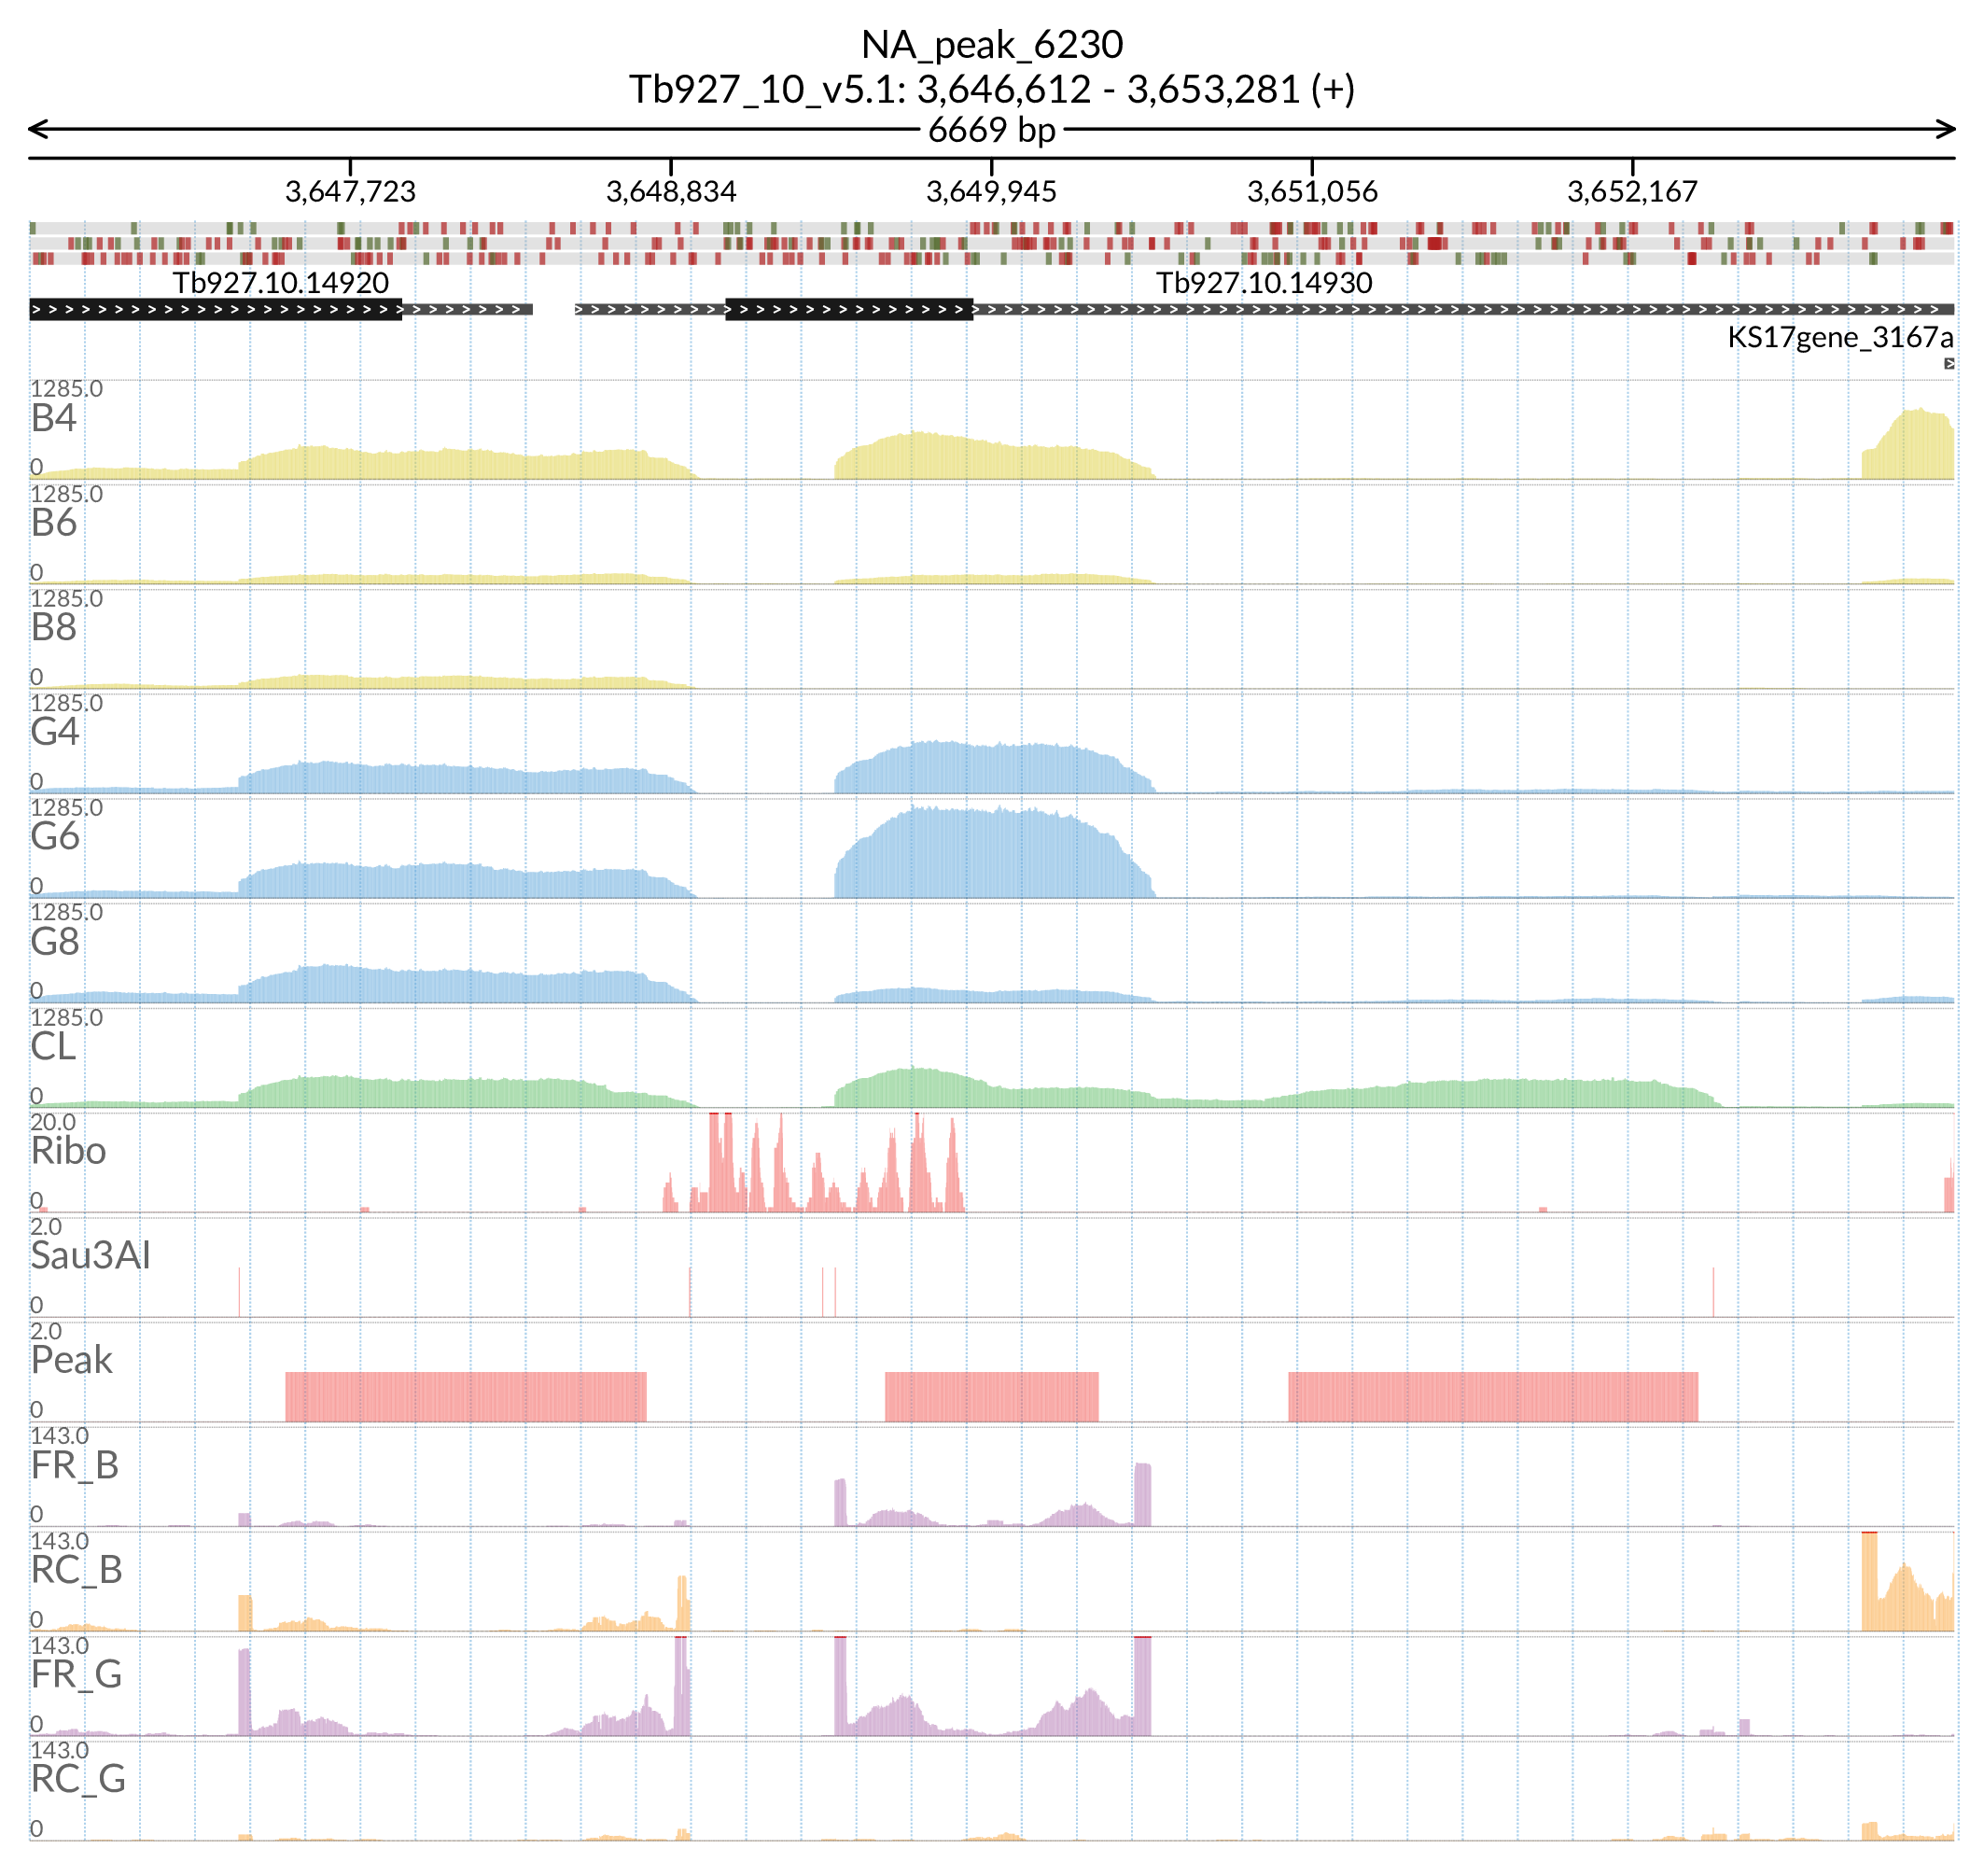 NA_peak_6230
Tb927_10_v5.1: 3,646,612 - 3,653,281 (+)
6669 bp
3,647,723 3,648,834 3,649,945 3,651,056 3,652,167
Tb927.10.14920 Tb927.10.14930
KS17gene_3167a
1285.0
B4
0
1285.0
B6
0
1285.0
B8
0
1285.0
G4
0
1285.0
G6
0
1285.0
G8
0
1285.0
CL
0
20.0
Ribo
0
2.0
Sau3AI
0
2.0
Peak
0
143.0
FR_B
0
143.0
RC_B
0
143.0
FR_G
0
143.0
RC_G
0